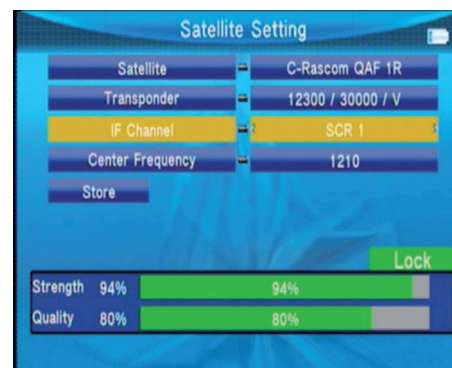 Satellite Setting
Satellite C-Rascom QAF 1R
Transponder 12300 / 30000 / V
IF Channel SCR 1
Center Frequency 1210
Store
Lock
Strength 94% 94%
Quality 80% 80%